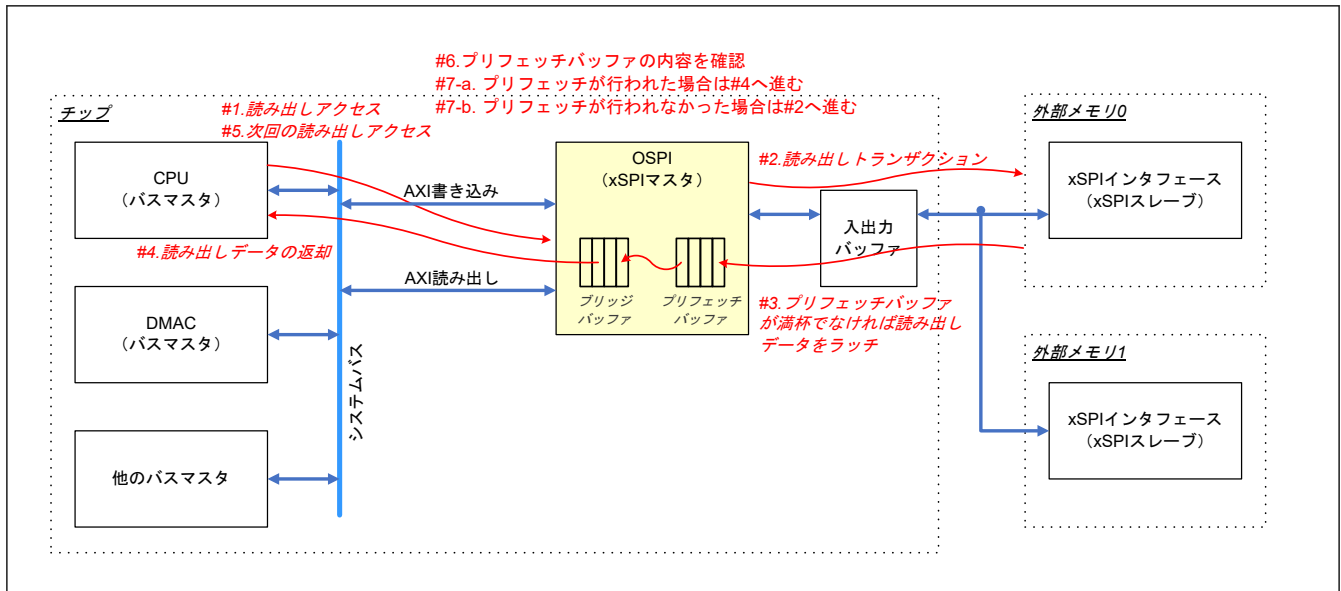 #6.プリフェッチバッファの内容を確認
#7-a. プリフェッチが行われた場合は#4へ進む
#7-b. プリフェッチが行われなかった場合は#2へ進む
チップ
#1.読み出しアクセス
#5.次回の読み出しアクセス
外部メモリ0
CPU
（バスマスタ）
OSPI
（xSPIマスタ）
#2.読み出しトランザクション
xSPIインタフェース
（xSPIスレーブ）
AXI書き込み
入出力
バッファ
#4.読み出しデータの返却
AXI読み出し
ブリッジ
バッファ
プリフェッチ
バッファ
#3.プリフェッチバッファ
が満杯でなければ読み出し
データをラッチ
DMAC
（バスマスタ）
システムバス
外部メモリ1
xSPIインタフェース
（xSPIスレーブ）
他のバスマスタ